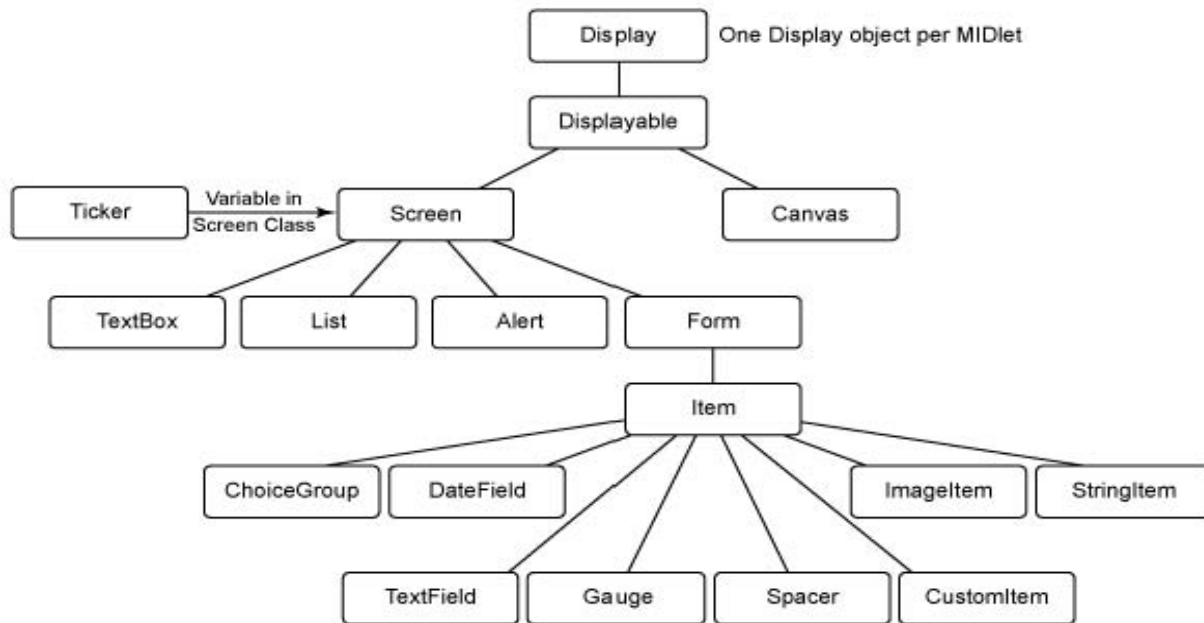 Display
One Display object per MIDlet
Displayable
Ticker
Variable in
Screen Class
Screen
Canvas
TextBox
List
Alert
Form
Item
ChoiceGroup
DateField
ImageItem
StringItem
TextField
Gauge
Spacer
CustomItem